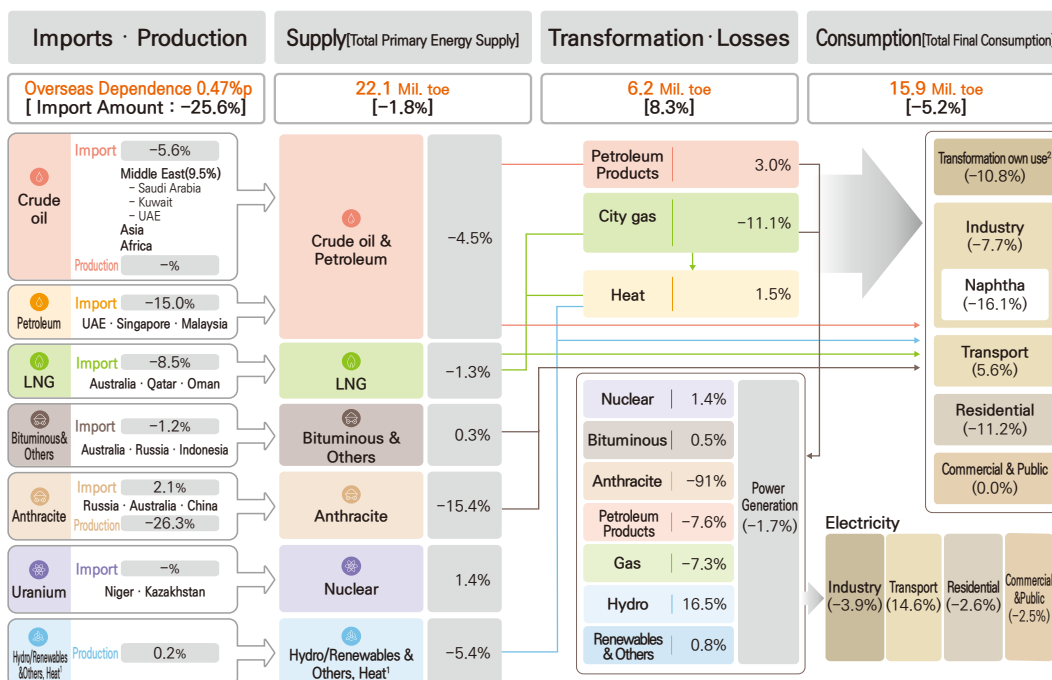 Imports · Production
Supply[Total Primary Energy Supply]
Transformation · Losses
Consumption[Total Final Consumption]
Overseas Dependence 0.47%p
[ Import Amount : −25.6%]
22.1 Mil. toe
[−1.8%]
6.2 Mil. toe
[8.3%]
15.9 Mil. toe
[−5.2%]
Crude
oil
Import −5.6%
Middle East(9.5%)
− Saudi Arabia
− Kuwait
− UAE
Asia
Africa
Production −%
Petroleum
Import −15.0%
UAE · Singapore · Malaysia
LNG
Import −8.5%
Australia · Qatar · Oman
Bituminous&
Others
Import −1.2%
Australia · Russia · Indonesia
Anthracite
Import 2.1%
Russia · Australia · China
Production −26.3%
Uranium
Import −%
Niger · Kazakhstan
Hydro/Renewables
&Others, Heat¹
Production 0.2%
Crude oil &
Petroleum
−4.5%
LNG
−1.3%
Bituminous &
Others
0.3%
Anthracite
−15.4%
Nuclear
1.4%
Hydro/Renewables &
Others, Heat¹
−5.4%
Petroleum
Products
3.0%
City gas
−11.1%
Heat
1.5%
Nuclear 1.4%
Bituminous 0.5%
Anthracite −91%
Petroleum
Products
−7.6%
Gas −7.3%
Hydro 16.5%
Renewables
& Others
0.8%
Power
Generation
(−1.7%)
Transformation own use²
(−10.8%)
Industry
(−7.7%)
Naphtha
(−16.1%)
Transport
(5.6%)
Residential
(−11.2%)
Commercial & Public
(0.0%)
Electricity
Industry
(−3.9%)
Transport
(14.6%)
Residential
(−2.6%)
Commercial
&Public
(−2.5%)